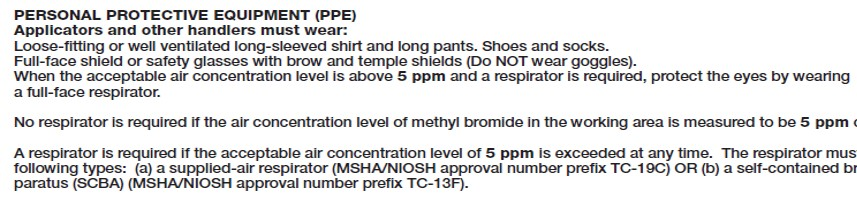 PERSONAL PROTECTIVE EQUIPMENT (PPE)
Applicators and other handlers must wear:
Loose-fitting or well ventilated long-sleeved shirt and long pants. Shoes and socks.
Full-face shield or safety glasses with brow and temple shields (Do NOT wear goggles).
When the acceptable air concentration level is above 5 ppm and a respirator is required, protect the eyes by wearing
a full-face respirator.
No respirator is required if the air concentration level of methyl bromide in the working area is measured to be 5 ppm
A respirator is required if the acceptable air concentration level of 5 ppm is exceeded at any time. The respirator
following types: (a) a supplied-air respirator (MSHA/NIOSH approval number prefix TC-19C) OR (b) a self-contained
paratus (SCBA) (MSHA/NIOSH approval number prefix TC-13F).